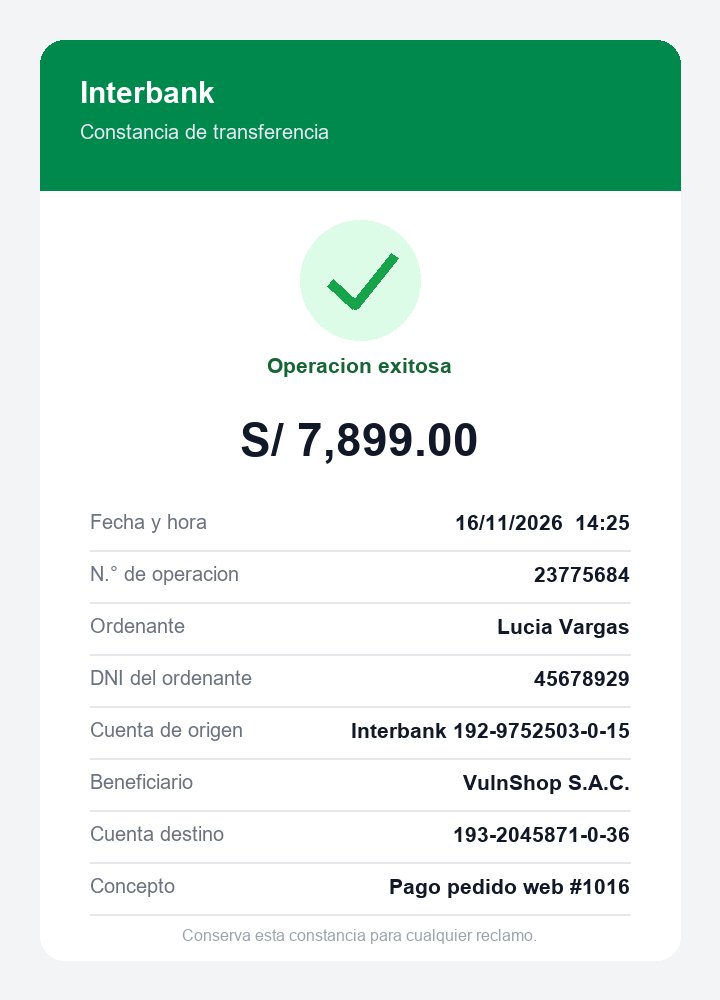 Interbank
Constancia de transferencia
Operacion exitosa
S/ 7,899.00
Fecha y hora 16/11/2026 14:25
N.° de operacion 23775684
Ordenante Lucia Vargas
DNI del ordenante 45678929
Cuenta de origen Interbank 192-9752503-0-15
Beneficiario VulnShop S.A.C.
Cuenta destino 193-2045871-0-36
Concepto Pago pedido web #1016
Conserva esta constancia para cualquier reclamo.